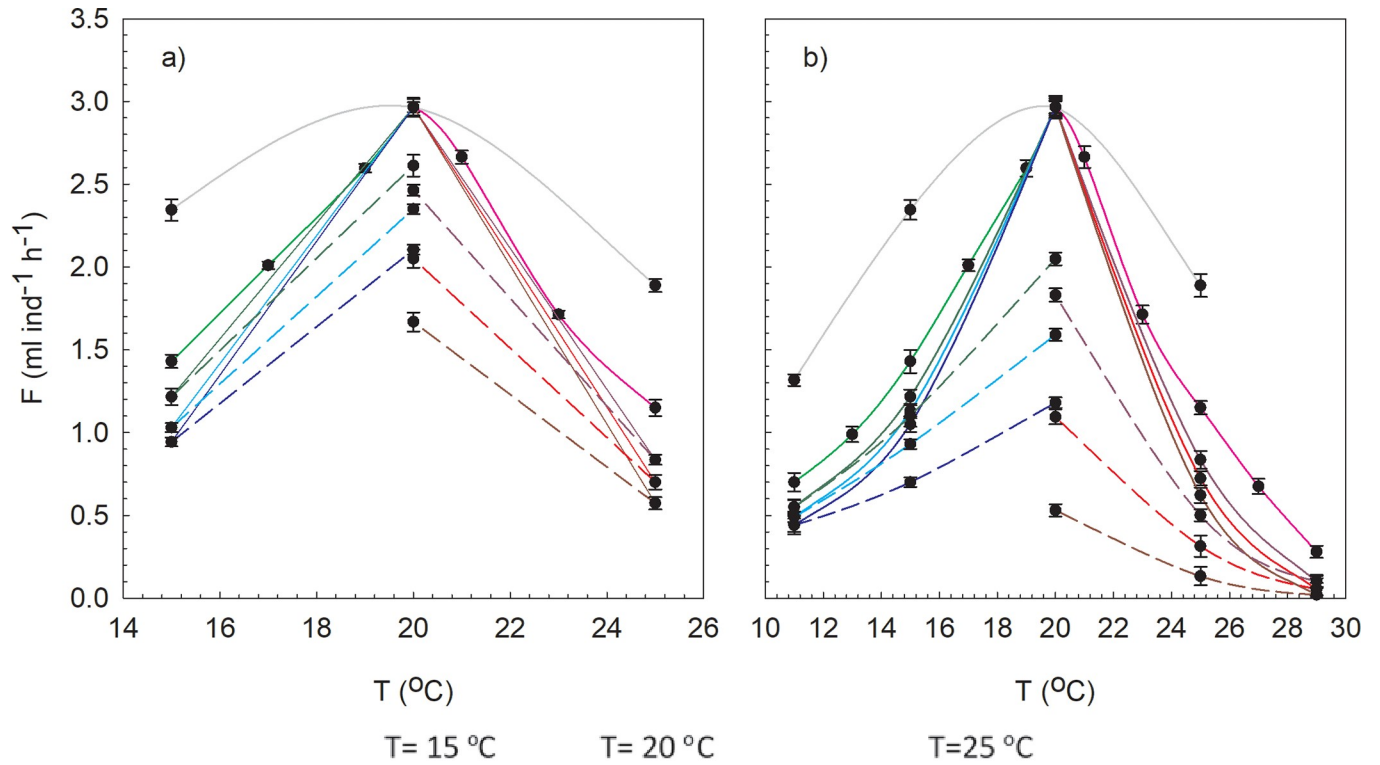 a)
b)
3.5
3.0
2.5
2.0
1.5
1.0
0.5
0.0
F (ml ind⁻¹ h⁻¹)
14 16 18 20 22 24 26
10 12 14 16 18 20 22 24 26 28 30
T (ºC)
T (ºC)
T= 15 ºC T= 20 ºC T=25 ºC